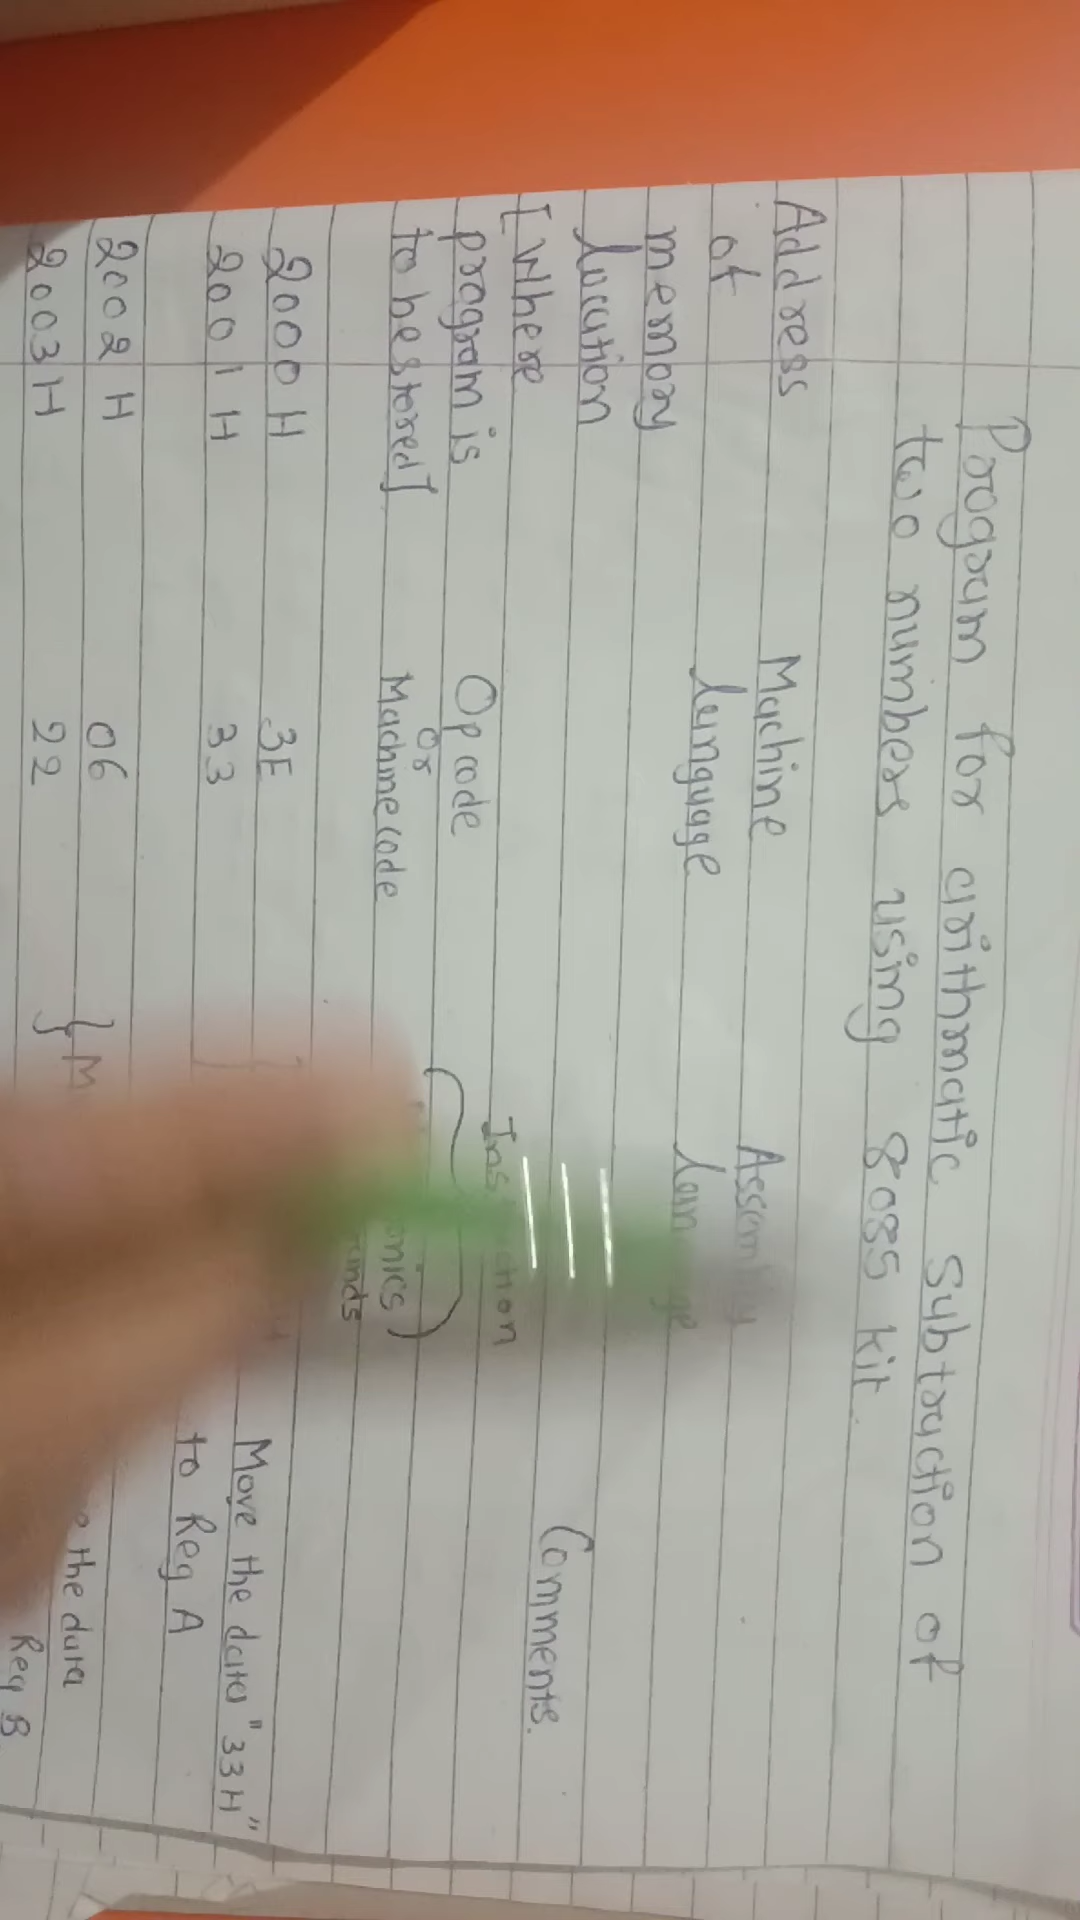 Program for arithmatic subtraction of
two numbers using 8085 kit.
Address
of
memory
location
[Where
program is
to be stored]
Machine
language
Opcode
or
Machine code
Comments.
2000 H 3E Move the data "33H"
2001 H 33 to Reg A
2002 H 06 the data
2003 H 22 Reg B